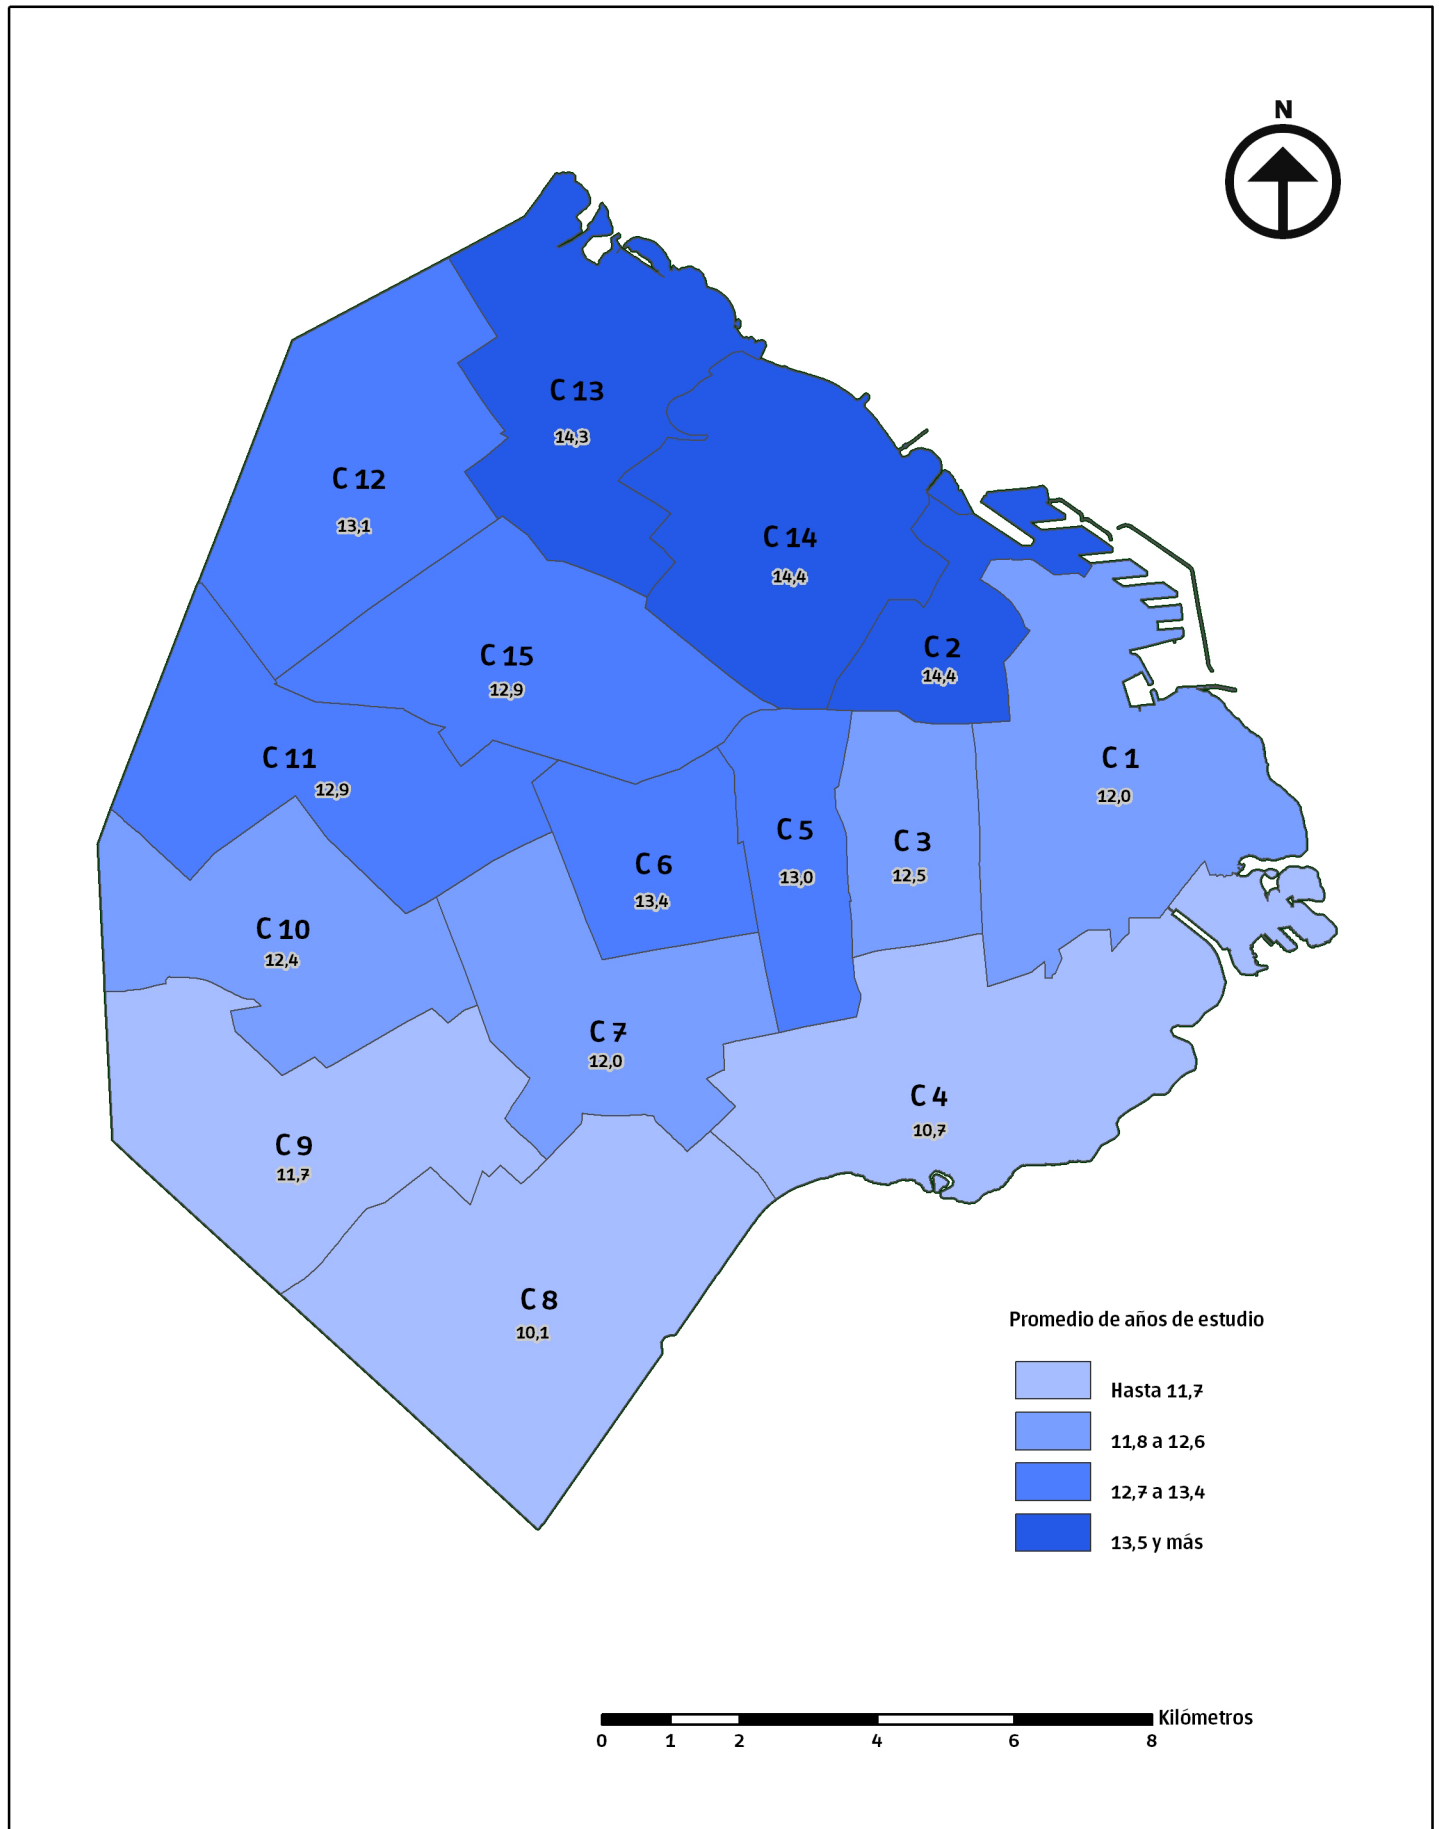 N
C 13
14,3
C 12
13,1
C 14
14,4
C 2
14,4
C 15
12,9
C 11
12,9
C 1
12,0
C 5
13,0
C 3
12,5
C 6
13,4
C 10
12,4
C 7
12,0
C 4
10,7
C 9
11,7
C 8
10,1
Promedio de años de estudio
Hasta 11,7
11,8 a 12,6
12,7 a 13,4
13,5 y más
Kilómetros
0 1 2 4 6 8